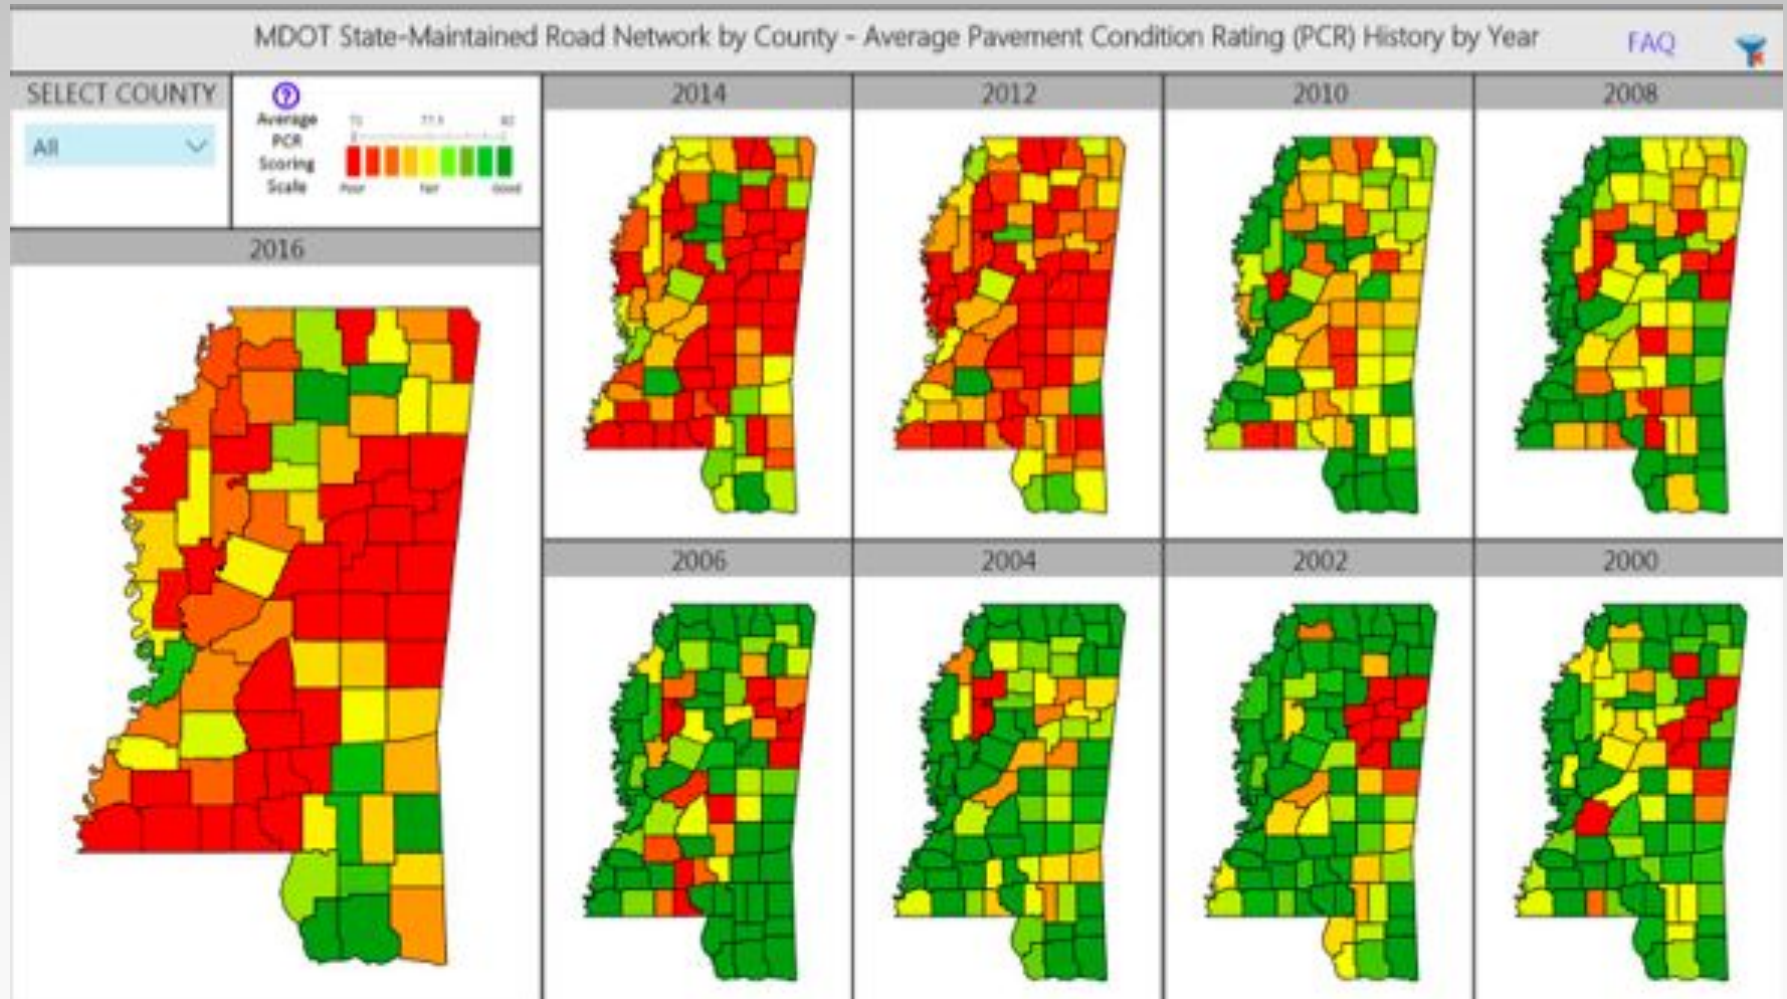 MDOT State-Maintained Road Network by County - Average Pavement Condition Rating (PCR) History by Year
FAQ
SELECT COUNTY
All
Average
PCR
Scoring
Scale
Poor Fair Good
2016
2014
2012
2010
2008
2006
2004
2002
2000